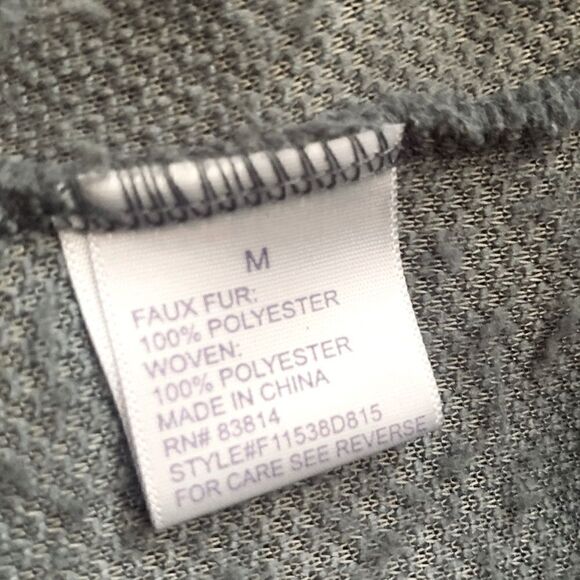 M
FAUX FUR:
100% POLYESTER
WOVEN:
100% POLYESTER
MADE IN CHINA
RN# 83814
STYLE#F11538D815
FOR CARE SEE REVERSE